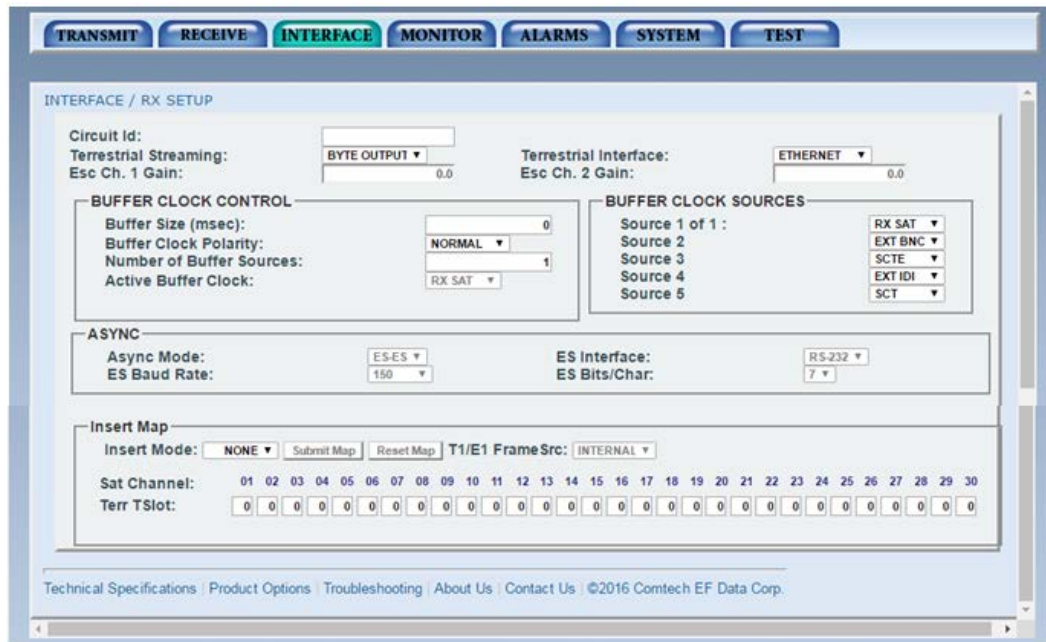 TRANSMIT RECEIVE INTERFACE MONITOR ALARMS SYSTEM TEST
INTERFACE / RX SETUP
Circuit Id:
Terrestrial Streaming: BYTE OUTPUT Terrestrial Interface: ETHERNET
Esc Ch. 1 Gain: 0.0 Esc Ch. 2 Gain: 0.0
BUFFER CLOCK CONTROL
Buffer Size (msec): 0
Buffer Clock Polarity: NORMAL
Number of Buffer Sources: 1
Active Buffer Clock: RX SAT
BUFFER CLOCK SOURCES
Source 1 of 1 : RX SAT
Source 2 EXT BNC
Source 3 SCTE
Source 4 EXT IDI
Source 5 SCT
ASYNC
Async Mode: ES-ES ES Interface: RS-232
ES Baud Rate: 150 ES Bits/Char: 7
Insert Map
Insert Mode: NONE Submit Map Reset Map T1/E1 FrameSrc: INTERNAL
Sat Channel: 01 02 03 04 05 06 07 08 09 10 11 12 13 14 15 16 17 18 19 20 21 22 23 24 25 26 27 28 29 30
Terr TSlot: 0 0 0 0 0 0 0 0 0 0 0 0 0 0 0 0 0 0 0 0 0 0 0 0 0 0 0 0 0 0
Technical Specifications | Product Options | Troubleshooting | About Us | Contact Us | ©2016 Comtech EF Data Corp.